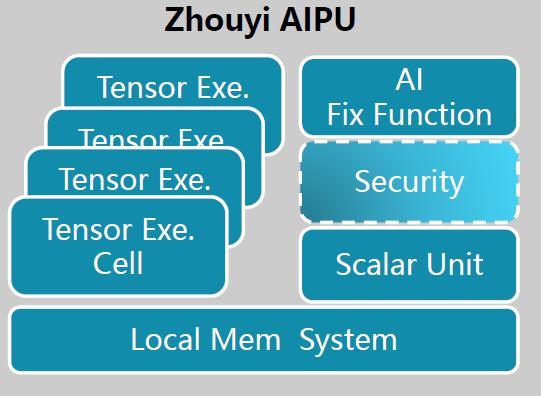 Zhouyi AIPU
Tensor Exe.
Tensor Exe
Tensor Exe.
Tensor Exe.
Cell
AI
Fix Function
Security
Scalar Unit
Local Mem System